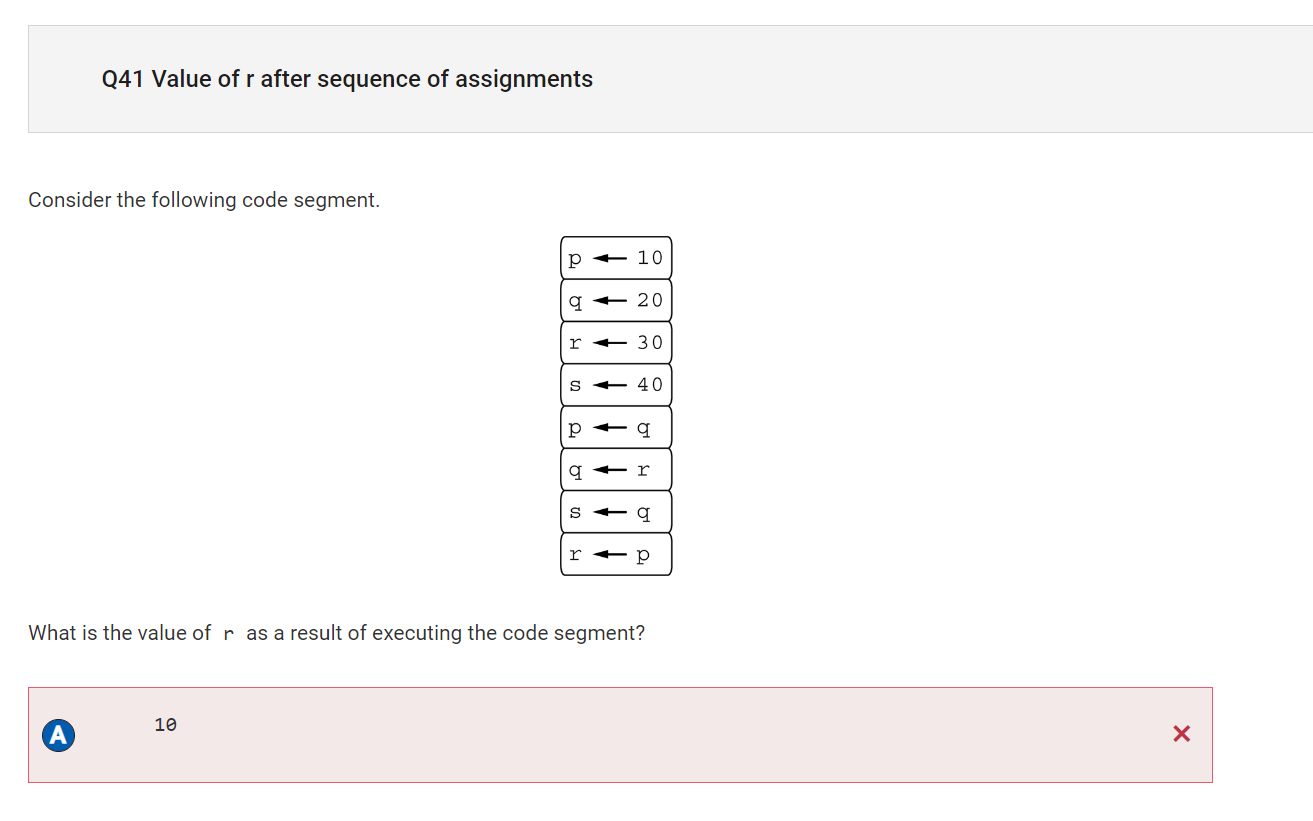 Q41 Value of r after sequence of assignments
Consider the following code segment.
p ← 10
q ← 20
r ← 30
s ← 40
p ← q
q ← r
s ← q
r ← p
What is the value of r as a result of executing the code segment?
A 10